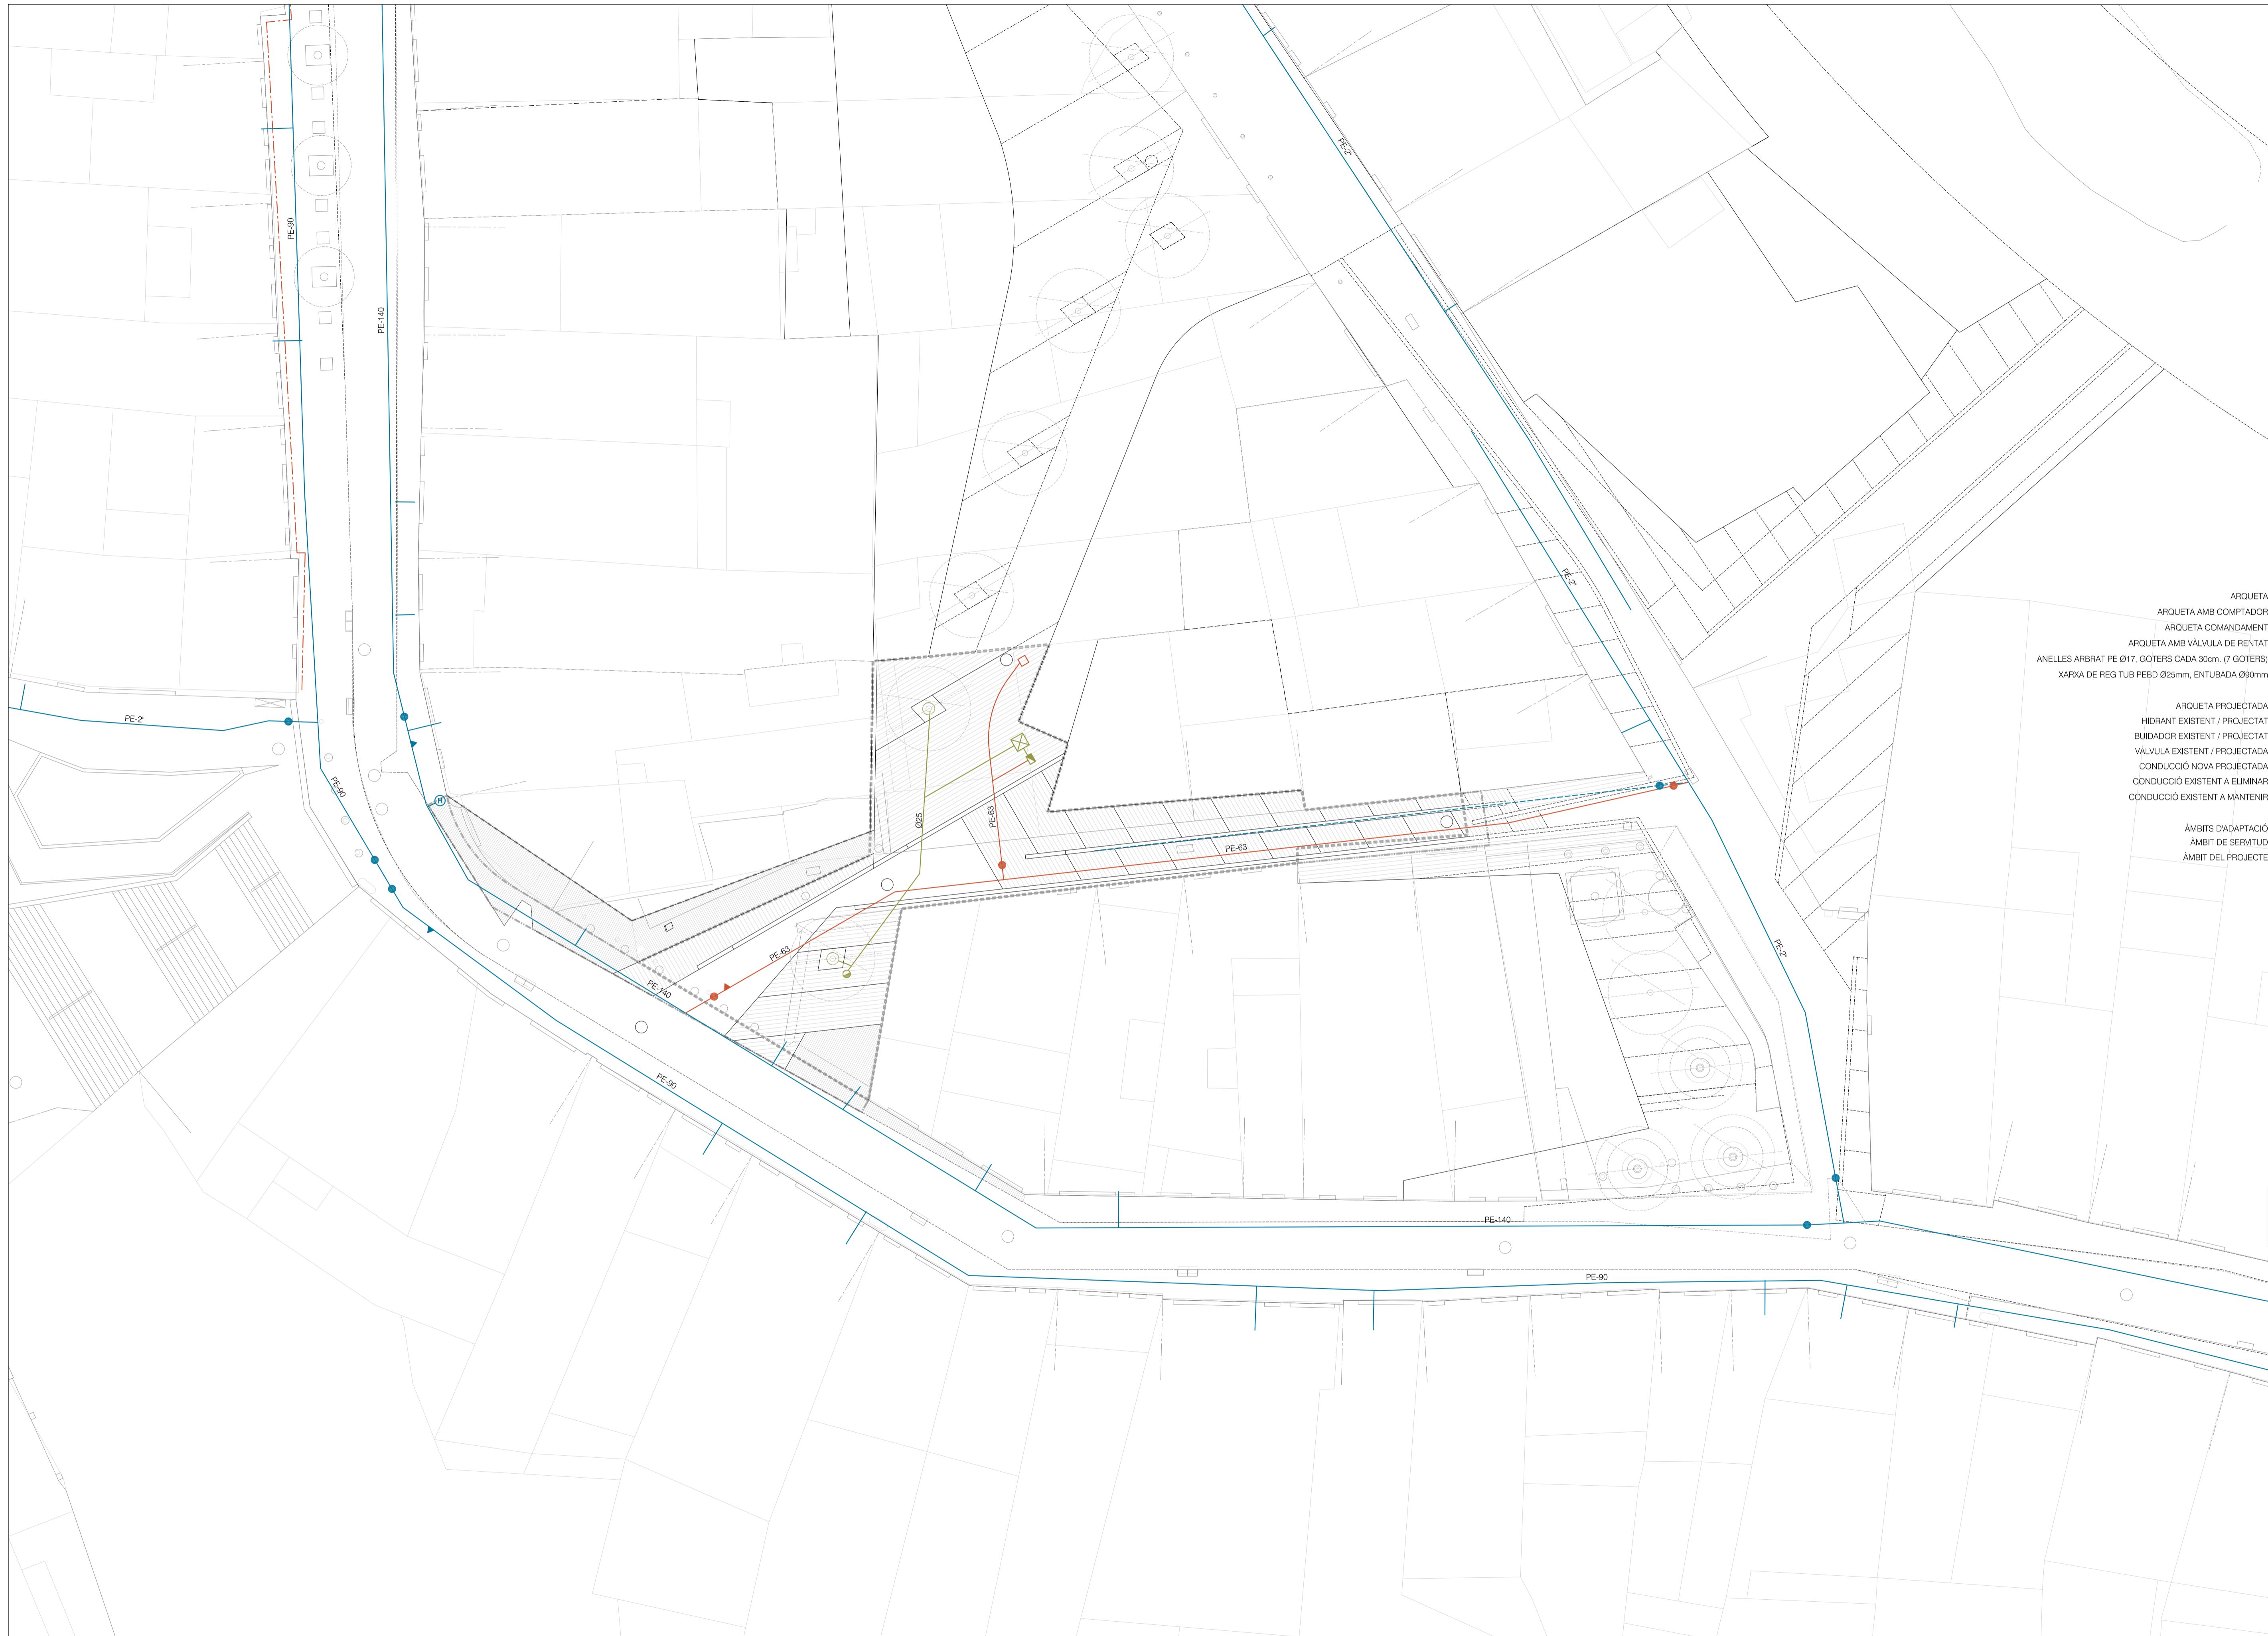 PE-2"
PE-90
PE-140
PE-2"
ARQUETA
ARQUETA AMB COMPTADOR
ARQUETA COMANDAMENT
ARQUETA AMB VÀLVULA DE RENTAT
ANELLES ARBRAT PE Ø17, GOTERS CADA 30cm. (7 GOTERS)
XARXA DE REG TUB PEBD Ø25mm, ENTUBADA Ø90mm
ARQUETA PROJECTADA
HIDRANT EXISTENT / PROJECTAT
BUIDADOR EXISTENT / PROJECTAT
VÀLVULA EXISTENT / PROJECTADA
CONDUCCIÓ NOVA PROJECTADA
CONDUCCIÓ EXISTENT A ELIMINAR
CONDUCCIÓ EXISTENT A MANTENIR
ÀMBITS D'ADAPTACIÓ
ÀMBIT DE SERVITUD
ÀMBIT DEL PROJECTE
PE-2"
PE-90
H
Ø25
PE-63
PE-63
PE-63
PE-140
PE-2"
PE-90
PE-140
PE-90